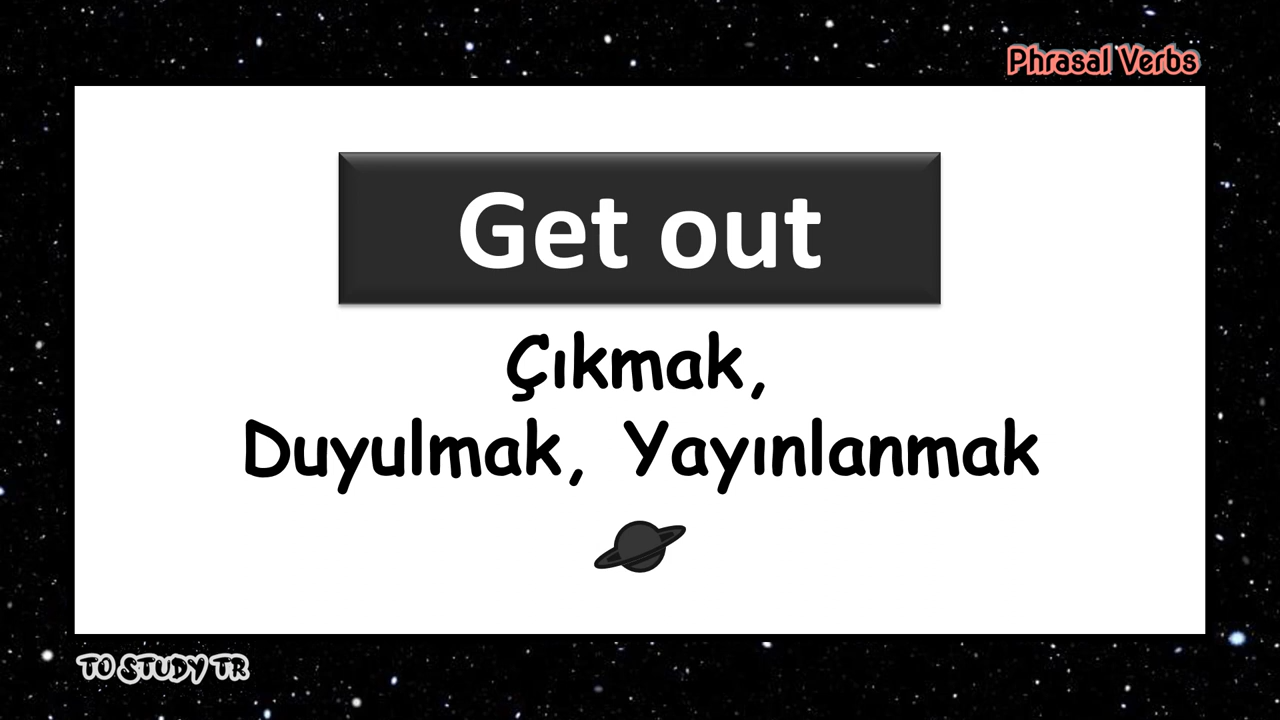 Phrasal Verbs
Get out
Çıkmak,
Duyulmak, Yayınlanmak
TO STUDY TR